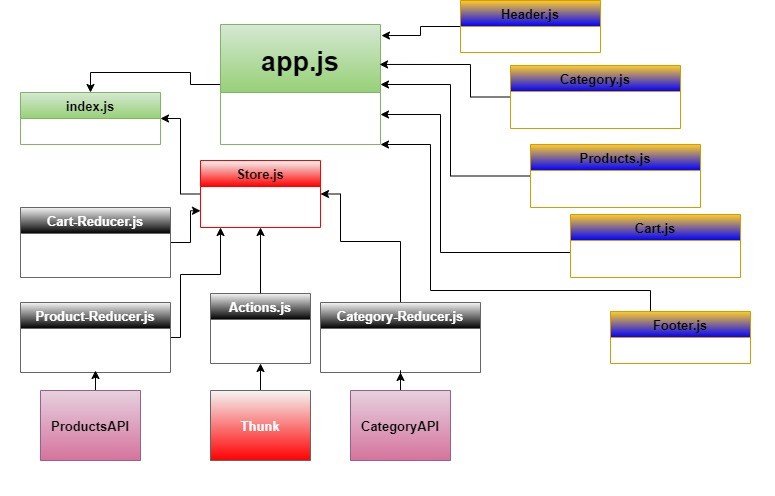 Header.js
app.js
Category.js
index.js
Products.js
Store.js
Cart-Reducer.js
Cart.js
Product-Reducer.js
Actions.js
Category-Reducer.js
Footer.js
ProductsAPI
Thunk
CategoryAPI